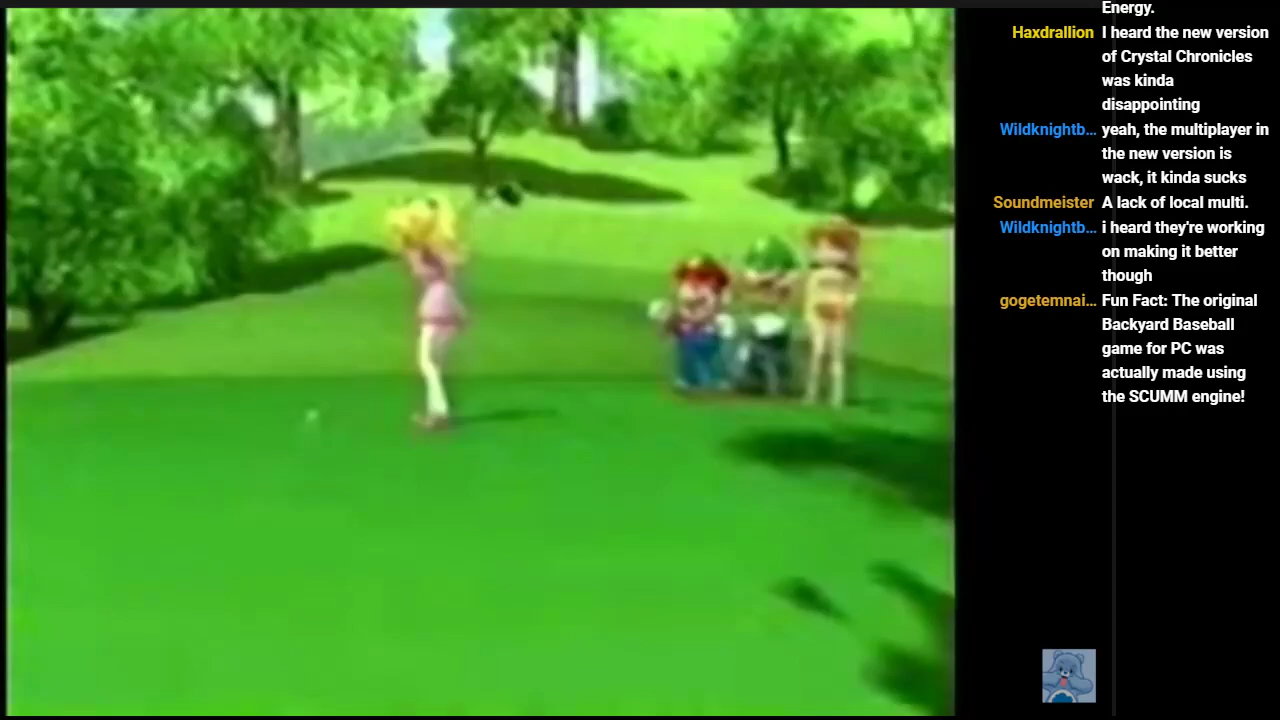 Energy.
Haxdrallion I heard the new version
of Crystal Chronicles
was kinda
disappointing
Wildknightb... yeah, the multiplayer in
the new version is
wack, it kinda sucks
Soundmeister A lack of local multi.
Wildknightb... i heard they're working
on making it better
though
gogetemnai... Fun Fact: The original
Backyard Baseball
game for PC was
actually made using
the SCUMM engine!